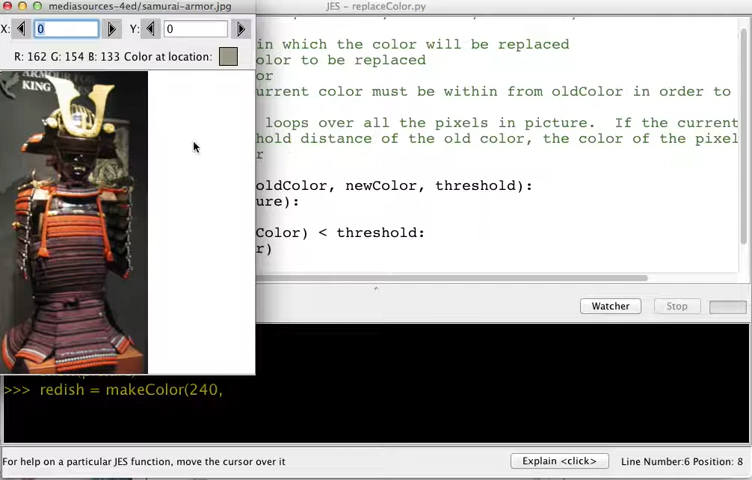 mediasources-4ed/samurai-armor.jpg
JES - replaceColor.py
X: 0 Y: 0
R: 162 G: 154 B: 133 Color at location:
KING
in which the color will be replaced
olor to be replaced
or
urrent color must be within from oldColor in order to
loops over all the pixels in picture. If the current
hold distance of the old color, the color of the pixel
r
oldColor, newColor, threshold):
ure):
Color) < threshold:
r)
Watcher Stop
>>> redish = makeColor(240,
For help on a particular JES function, move the cursor over it
Explain <click>
Line Number:6 Position: 8